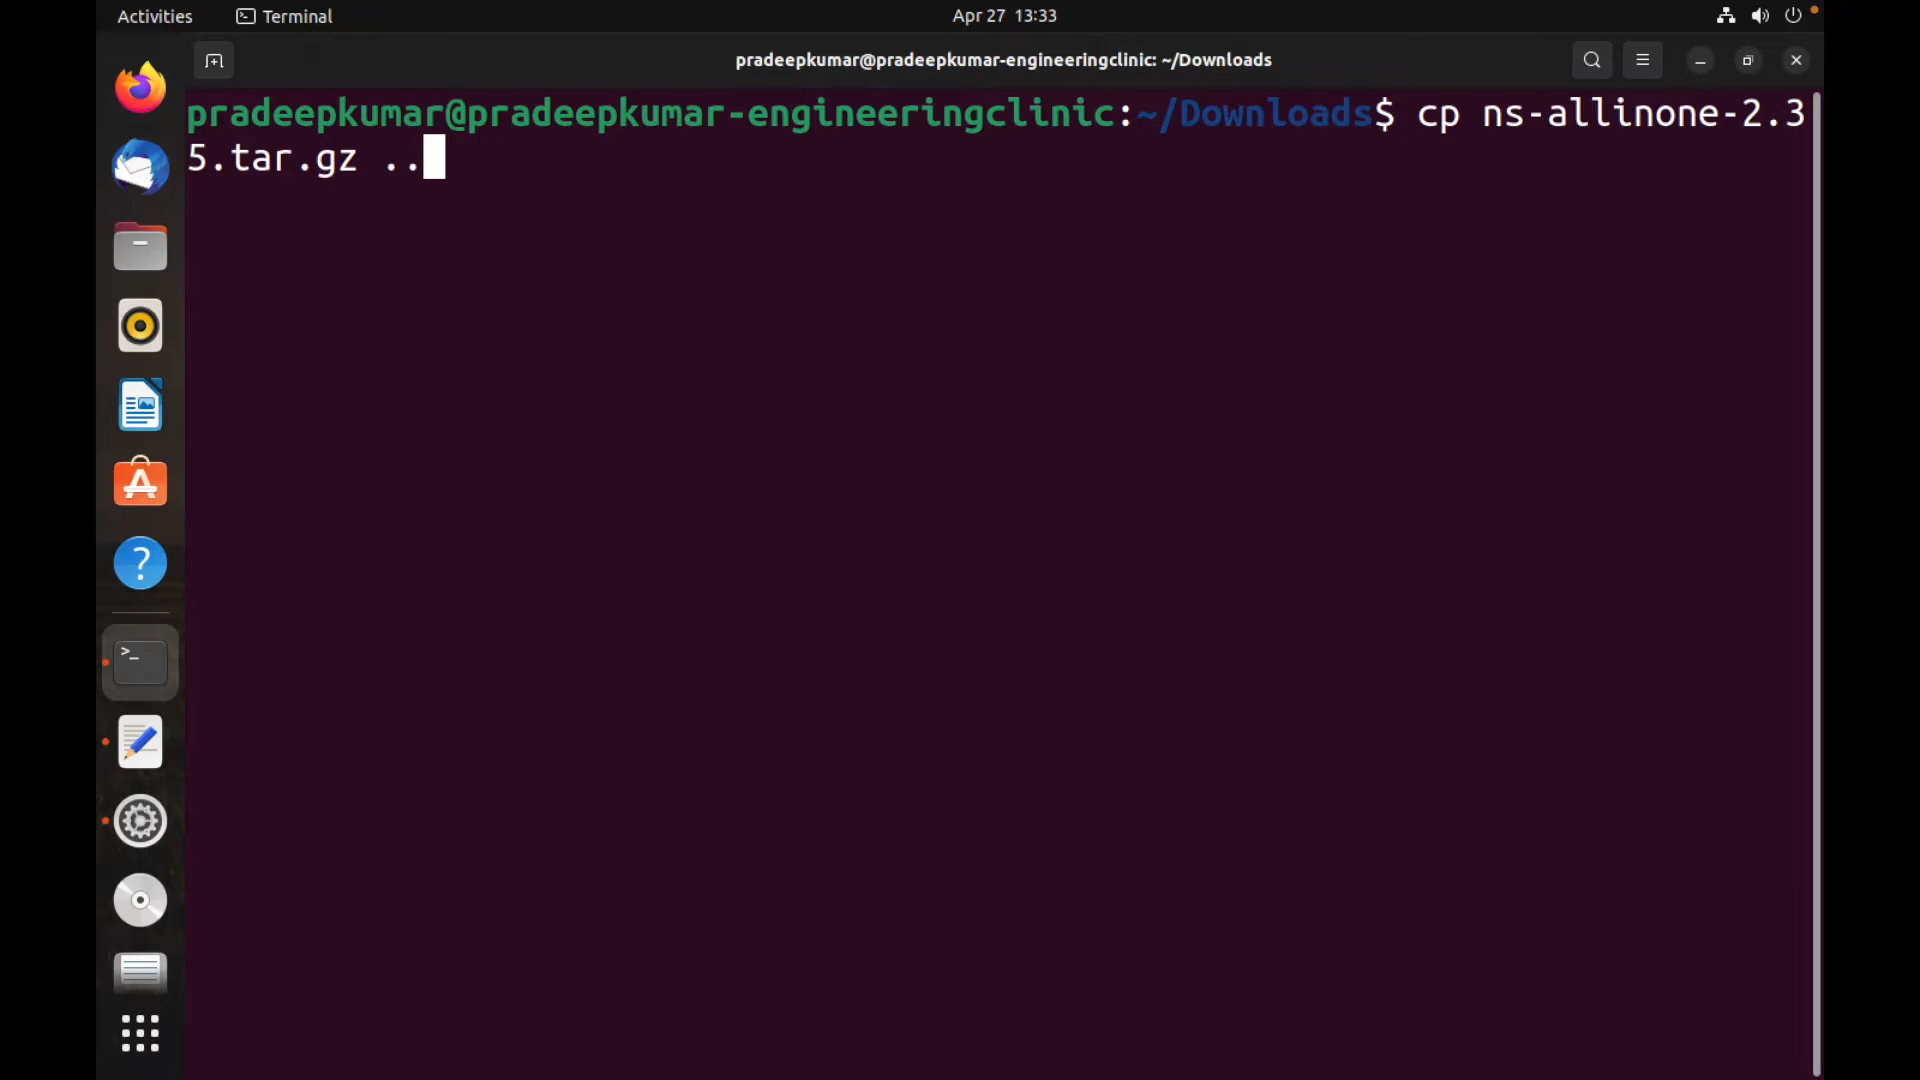 Activities Terminal Apr 27 13:33
pradeepkumar@pradeepkumar-engineeringclinic: ~/Downloads
pradeepkumar@pradeepkumar-engineeringclinic:~/Downloads$ cp ns-allinone-2.3
5.tar.gz ..